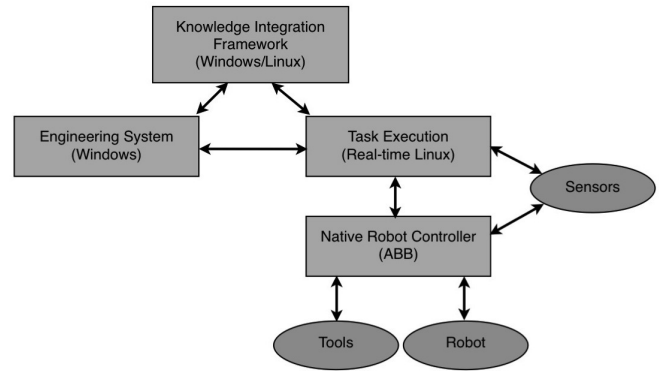 Knowledge Integration
Framework
(Windows/Linux)
Engineering System
(Windows)
Task Execution
(Real-time Linux)
Sensors
Native Robot Controller
(ABB)
Tools
Robot